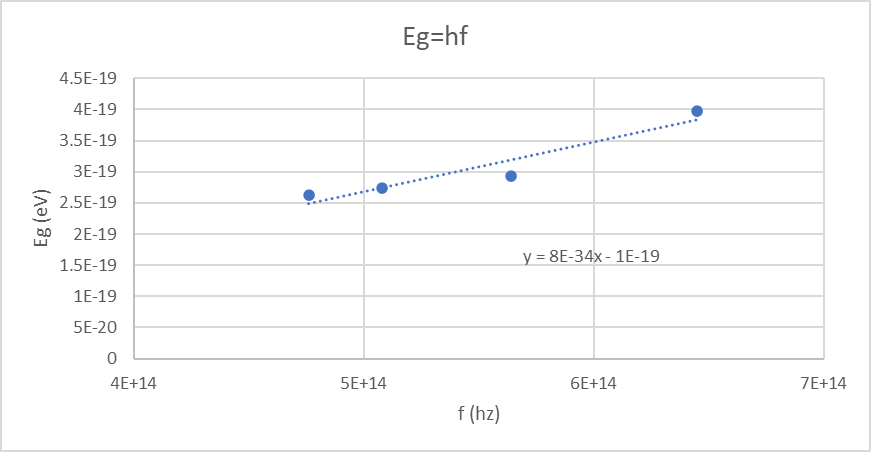 Eg=hf
4.5E-19
4E-19
3.5E-19
3E-19
2.5E-19
2E-19
1.5E-19
1E-19
5E-20
0
Eg (eV)
y = 8E-34x - 1E-19
4E+14 5E+14 6E+14 7E+14
f (hz)